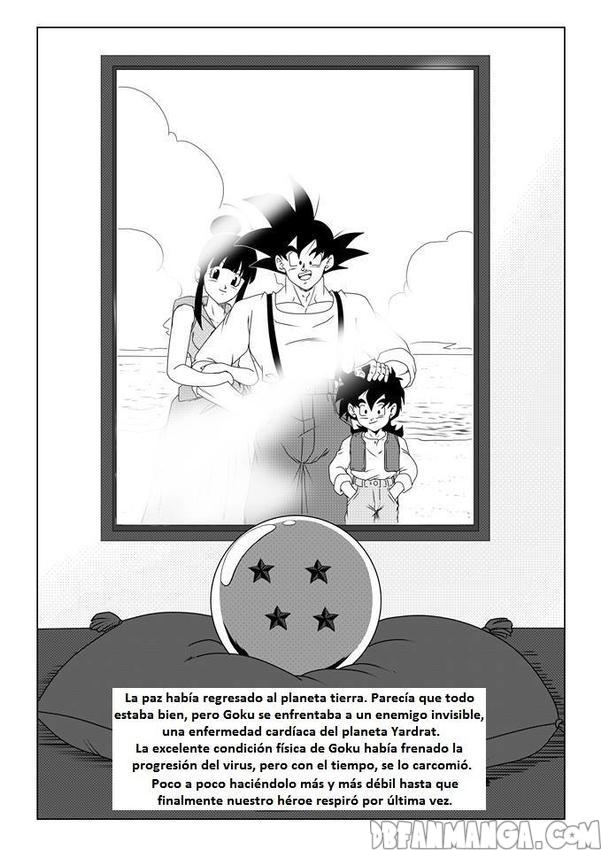 La paz había regresado al planeta tierra. Parecía que todo
estaba bien, pero Goku se enfrentaba a un enemigo invisible,
una enfermedad cardíaca del planeta Yardrat.
La excelente condición física de Goku había frenado la
progresión del virus, pero con el tiempo, se lo carcomió.
Poco a poco haciéndolo más y más débil hasta que
finalmente nuestro héroe respiró por última vez.
DBFANMANGA.COM